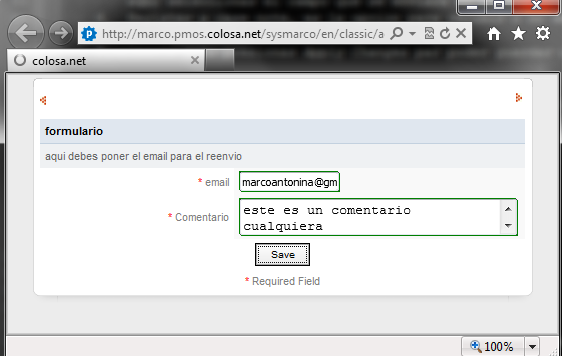 http://marco.pmos.colosa.net/sysmarco/en/classic/a
colosa.net
formulario
aqui debes poner el email para el reenvio
* email marcoantonina@gm
* Comentario este es un comentario
cualquiera
Save
* Required Field
100%